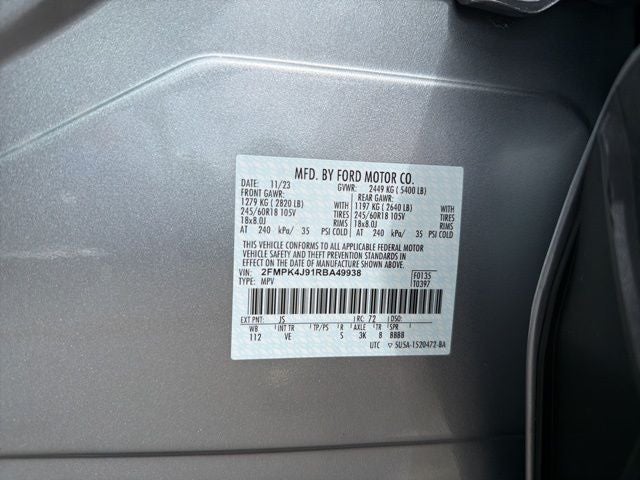 MFD. BY FORD MOTOR CO.
DATE: 11/23 GVWR: 2449 KG ( 5400 LB)
FRONT GAWR: REAR GAWR:
1279 KG ( 2820 LB) 1197 KG ( 2640 LB)
245/60R18 105V TIRES 245/60R18 105V TIRES
18x8.0J RIMS 18x8.0J RIMS
AT 240 kPa/ 35 PSI COLD AT 240 kPa/ 35 PSI COLD
THIS VEHICLE CONFORMS TO ALL APPLICABLE FEDERAL MOTOR
VEHICLE SAFETY AND THEFT PREVENTION STANDARDS IN
EFFECT ON THE DATE OF MANUFACTURE SHOWN ABOVE.
VIN: 2FMPK4J91RBA49938 F0135
TYPE: MPV T0397
EXT PNT: JS RC: 72 DSO:
WB INT TR TP/PS R AXLE TR SPR
112 VE 5 3K 8 BBBB
UTC ▽ 5U5A-1520472-BA